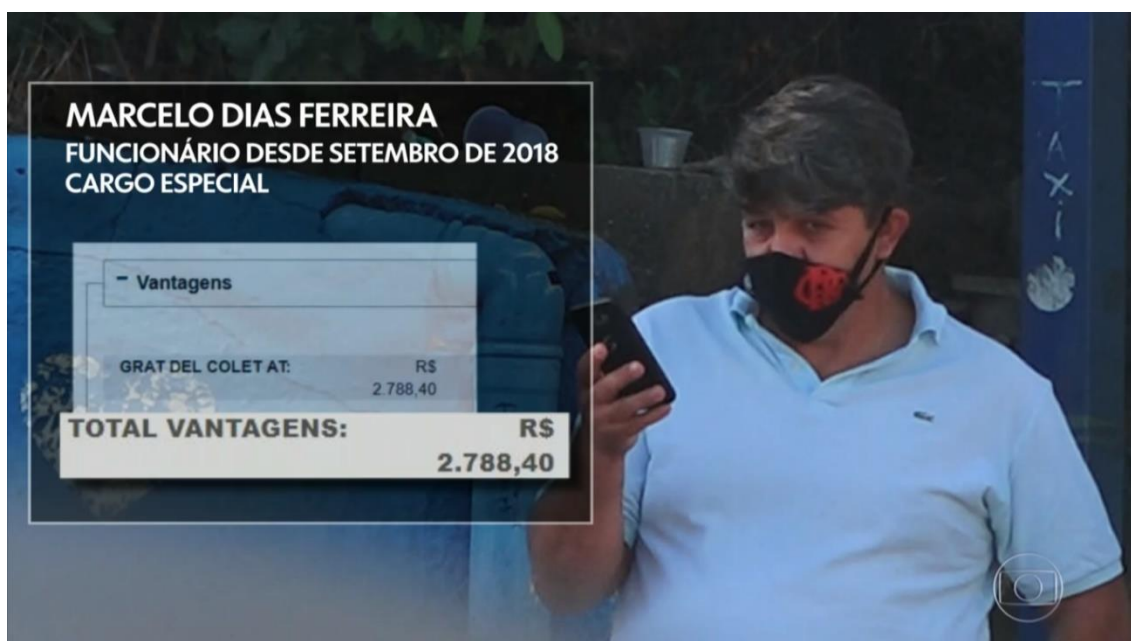 MARCELO DIAS FERREIRA
FUNCIONÁRIO DESDE SETEMBRO DE 2018
CARGO ESPECIAL
- Vantagens
GRAT DEL COLET AT: R$
2.788,40
TOTAL VANTAGENS: R$
2.788,40
TAXI